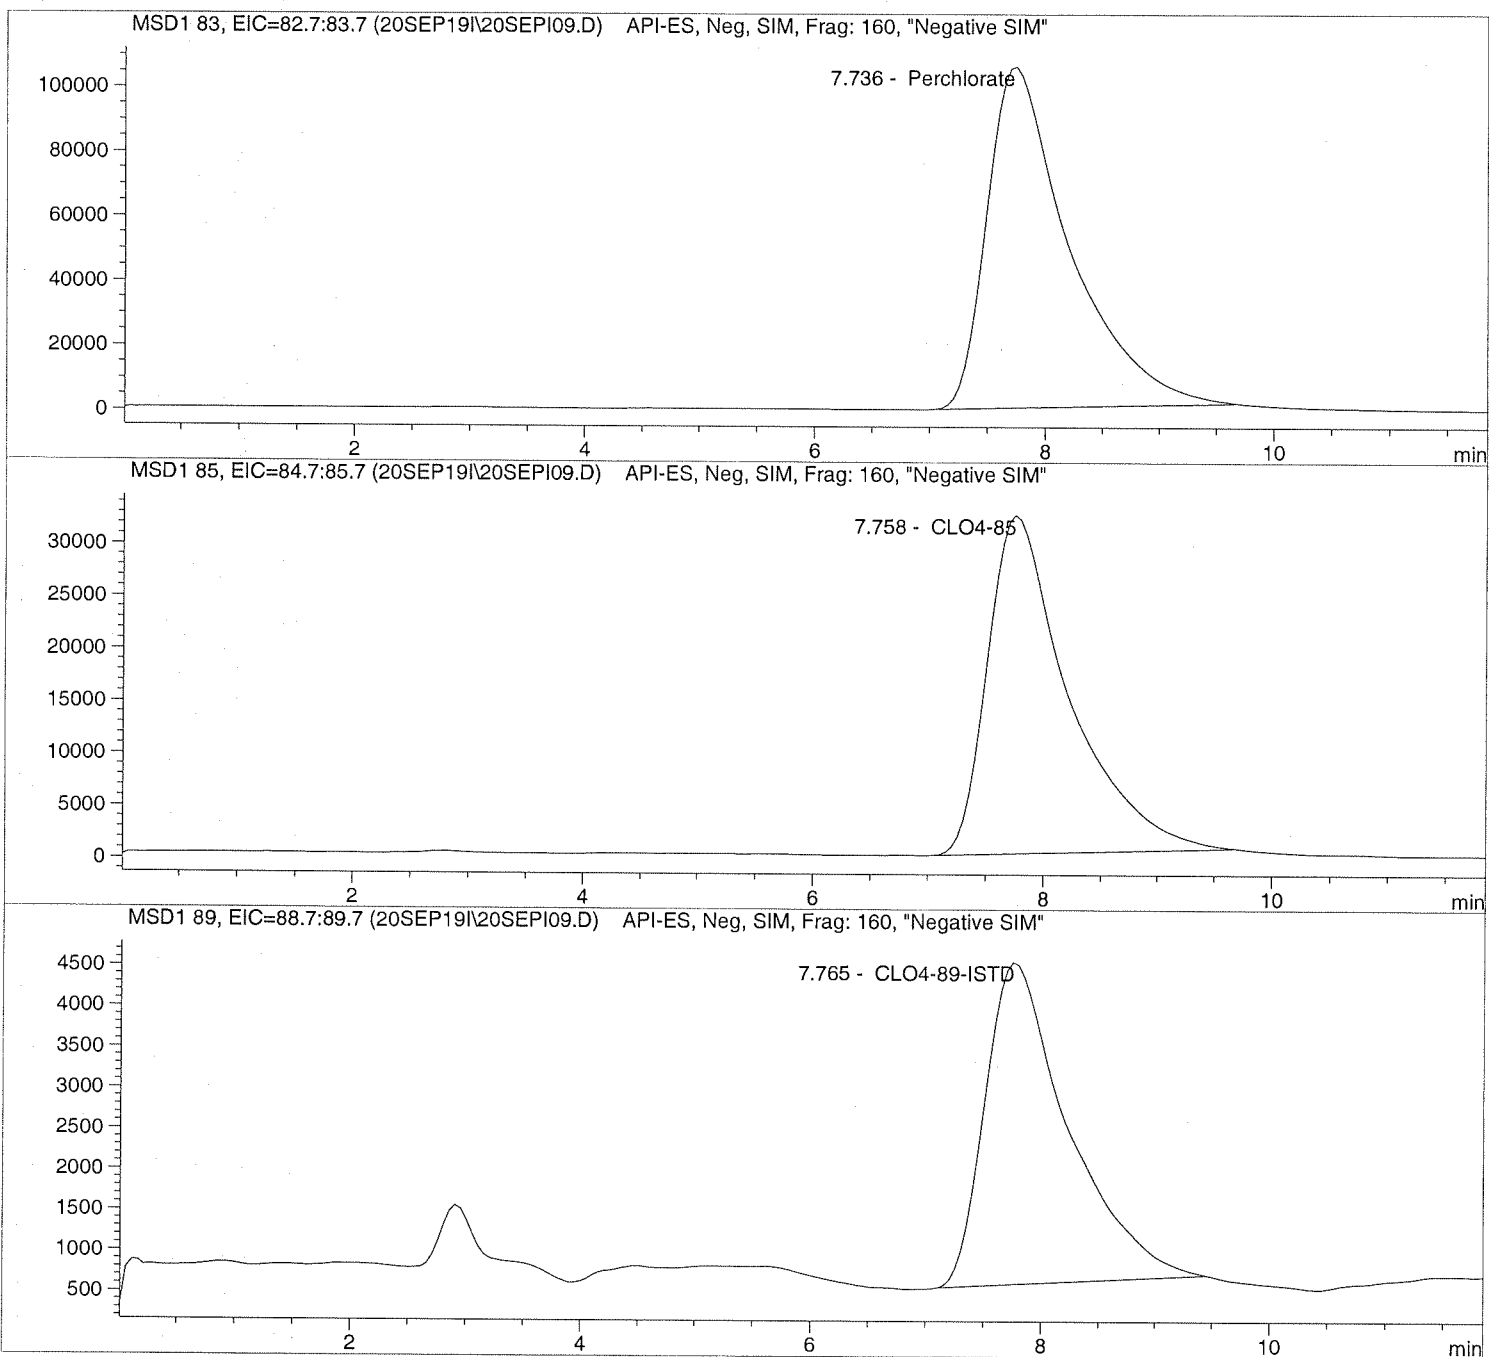 MSD1 83, EIC=82.7:83.7 (20SEP19I\20SEPI09.D) API-ES, Neg, SIM, Frag: 160, "Negative SIM"
7.736 - Perchlorate
100000
80000
60000
40000
20000
0
2 4 6 8 10 min
MSD1 85, EIC=84.7:85.7 (20SEP19I\20SEPI09.D) API-ES, Neg, SIM, Frag: 160, "Negative SIM"
7.758 - CLO4-85
30000
25000
20000
15000
10000
5000
0
2 4 6 8 10 min
MSD1 89, EIC=88.7:89.7 (20SEP19I\20SEPI09.D) API-ES, Neg, SIM, Frag: 160, "Negative SIM"
7.765 - CLO4-89-ISTD
4500
4000
3500
3000
2500
2000
1500
1000
500
2 4 6 8 10 min